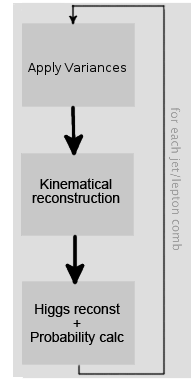 Apply Variances
Kinematical
reconstruction
Higgs reconst
+
Probability calc
for each jet/lepton comb